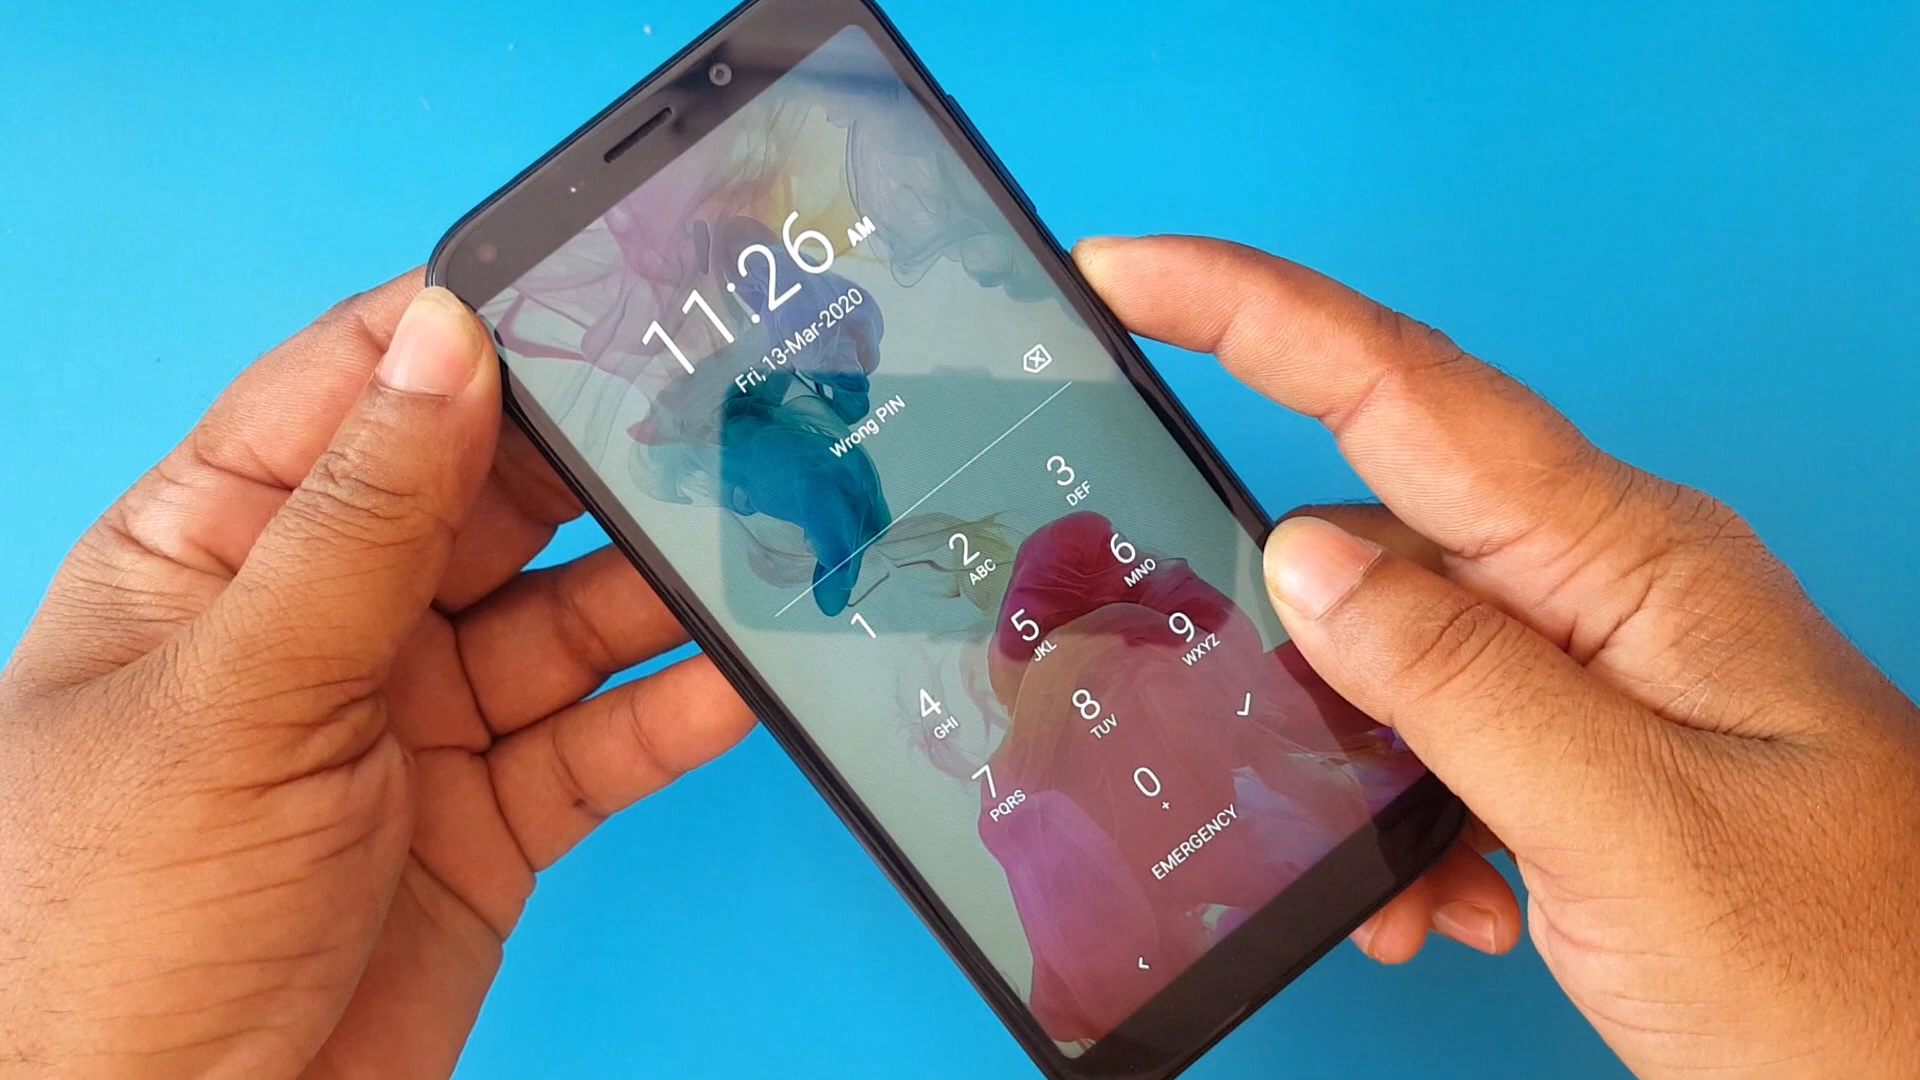 11:26 AM
Fri, 13-Mar-2020
Wrong PIN
1 2 3
ABC DEF
4 5 6
GHI JKL MNO
7 8 9
PQRS TUV WXYZ
0
+
EMERGENCY